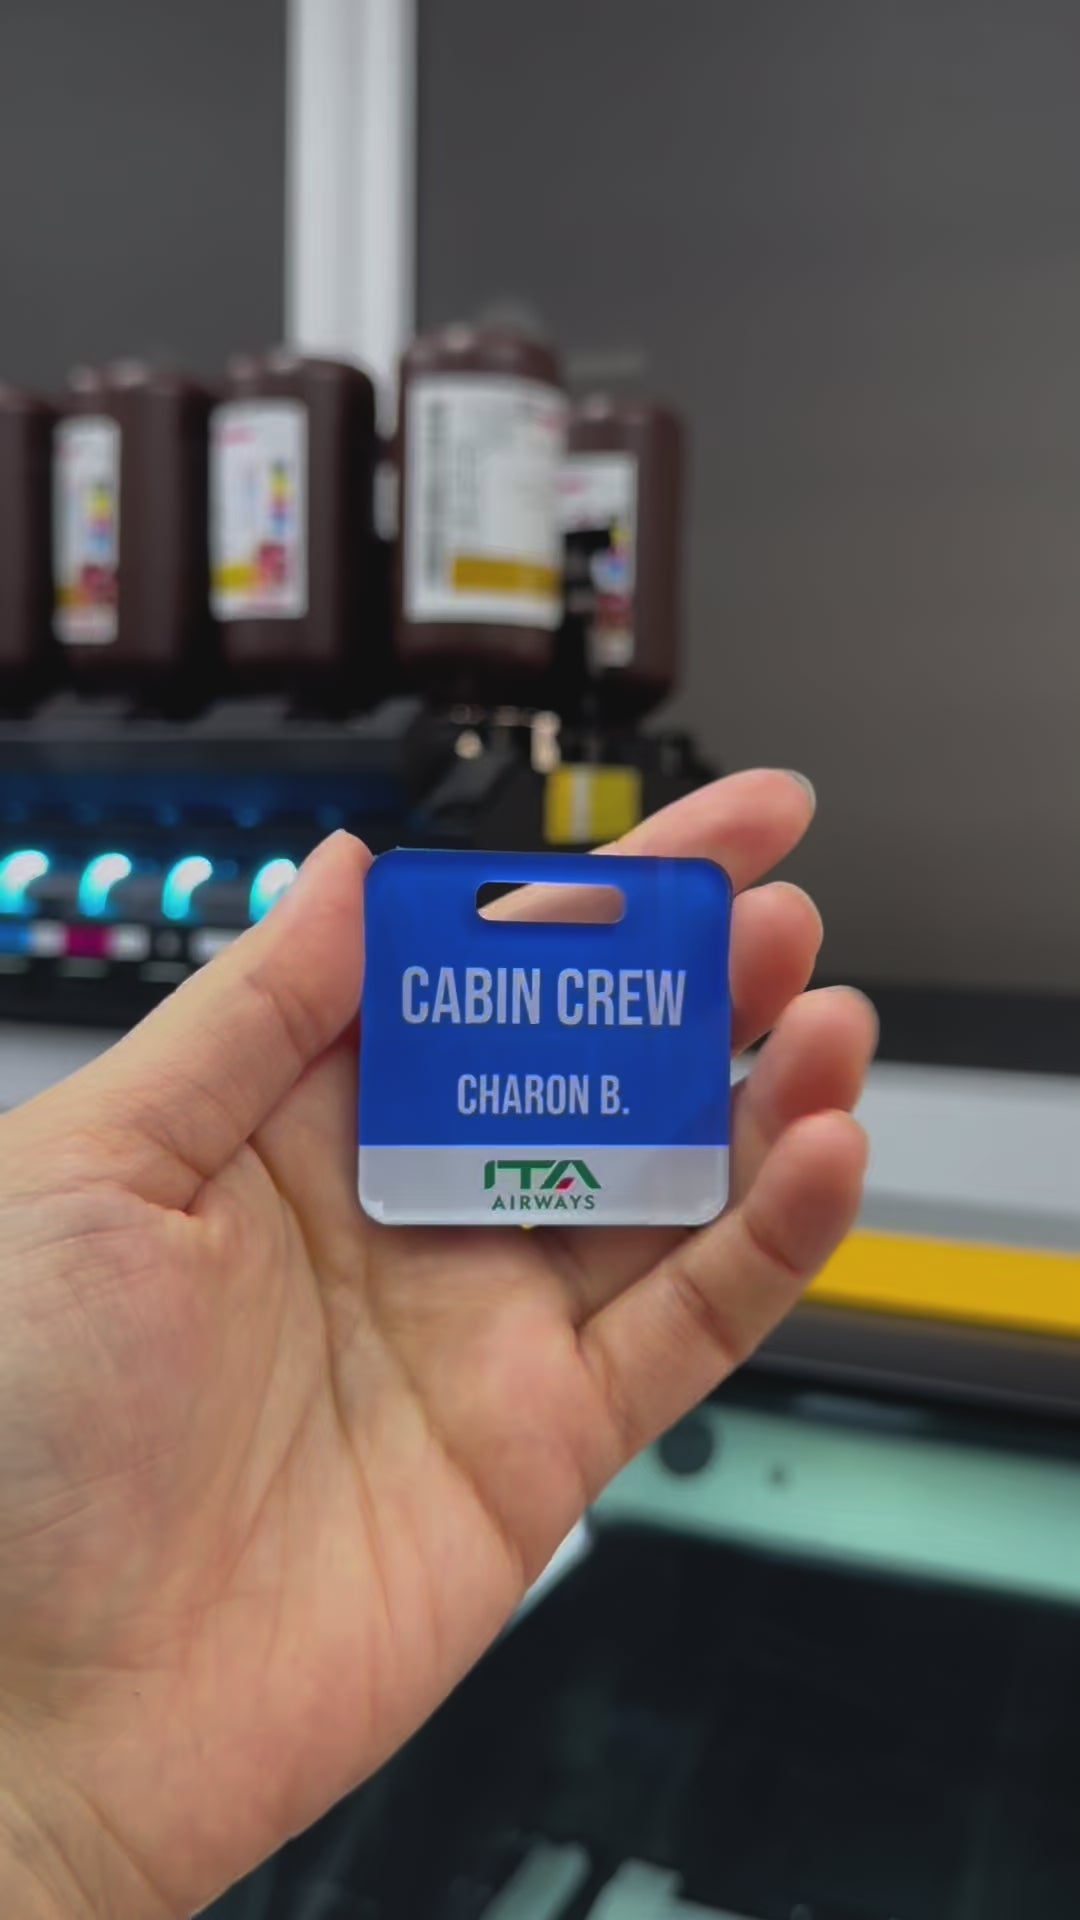 CABIN CREW
CHARON B.
ITA
AIRWAYS